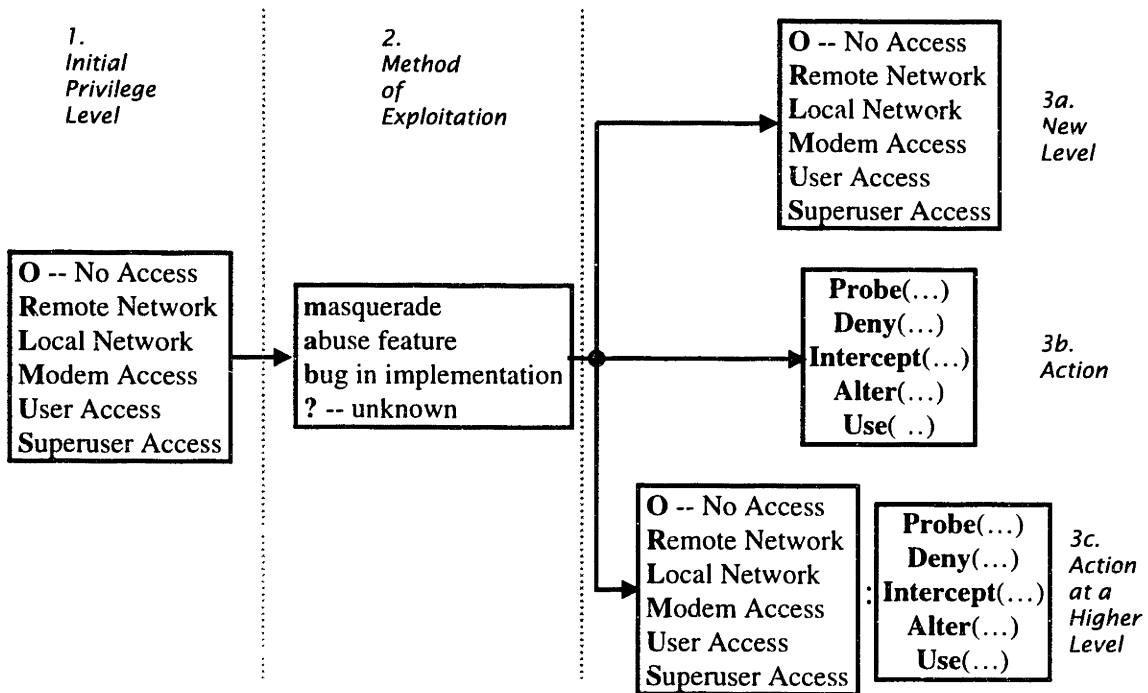 1.
Initial
Privilege
Level
2.
Method
of
Exploitation
O -- No Access
Remote Network
Local Network
Modem Access
User Access
Superuser Access
masquerade
abuse feature
bug in implementation
? -- unknown
O -- No Access
Remote Network
Local Network
Modem Access
User Access
Superuser Access
3a.
New
Level
Probe(...)
Deny(...)
Intercept(...)
Alter(...)
Use( ..)
3b.
Action
O -- No Access
Remote Network
Local Network
Modem Access
User Access
Superuser Access
:
Probe(...)
Deny(...)
Intercept(...)
Alter(...)
Use(...)
3c.
Action
at a
Higher
Level